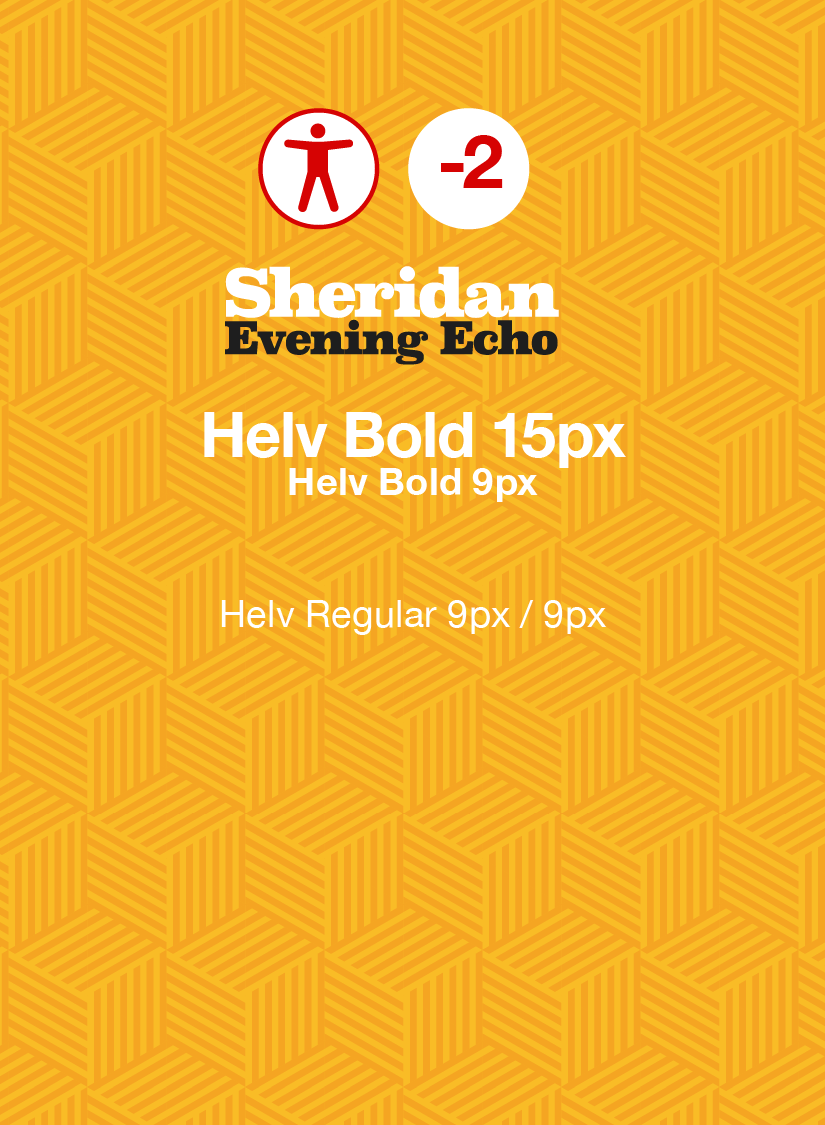 -2
Sheridan
Evening Echo
Helv Bold 15px
Helv Bold 9px
Helv Regular 9px / 9px